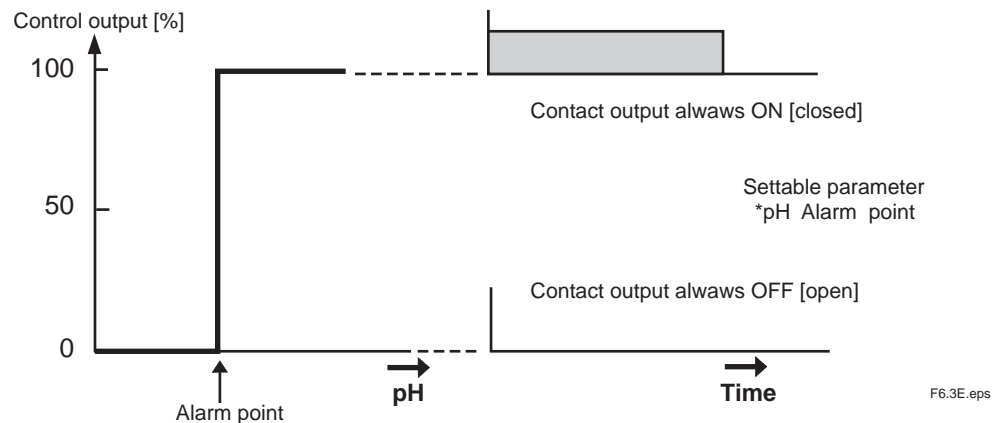 Control output [%]
100
Contact output alwaws ON [closed]
Settable parameter
*pH Alarm point
50
Contact output alwaws OFF [open]
0
pH
Time
Alarm point
F6.3E.eps